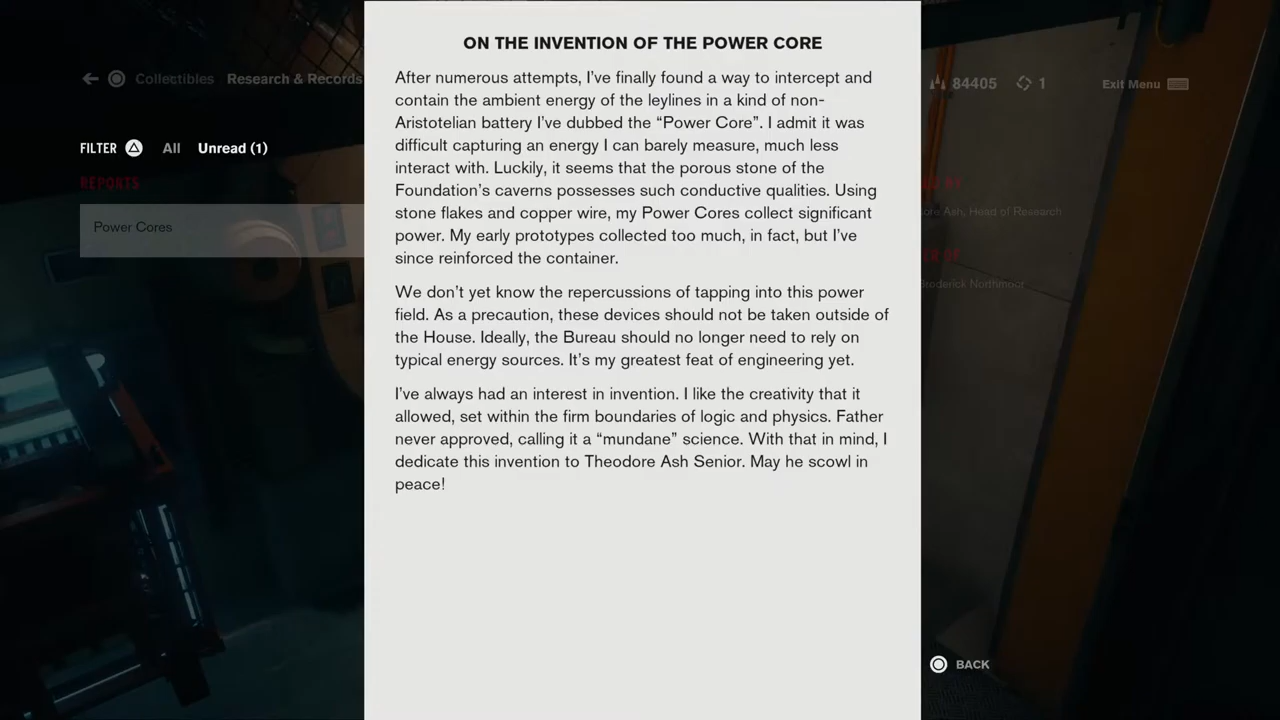 ON THE INVENTION OF THE POWER CORE
Collectibles Research & Records
84405 1 Exit Menu
After numerous attempts, I've finally found a way to intercept and
contain the ambient energy of the leylines in a kind of non-
Aristotelian battery I've dubbed the “Power Core”. I admit it was
difficult capturing an energy I can barely measure, much less
interact with. Luckily, it seems that the porous stone of the
Foundation's caverns possesses such conductive qualities. Using
stone flakes and copper wire, my Power Cores collect significant
power. My early prototypes collected too much, in fact, but I've
since reinforced the container.
We don't yet know the repercussions of tapping into this power
field. As a precaution, these devices should not be taken outside of
the House. Ideally, the Bureau should no longer need to rely on
typical energy sources. It's my greatest feat of engineering yet.
I've always had an interest in invention. I like the creativity that it
allowed, set within the firm boundaries of logic and physics. Father
never approved, calling it a “mundane” science. With that in mind, I
dedicate this invention to Theodore Ash Senior. May he scowl in
peace!
FILTER All Unread (1)
REPORTS
Power Cores
Ash, Head of Research
Broderick Northmoor
BACK